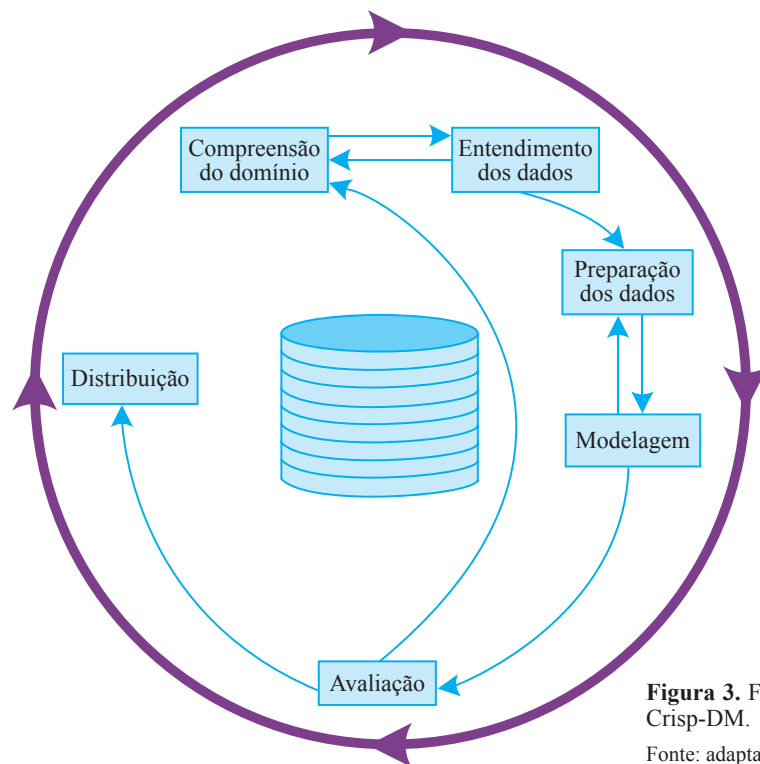 Compreensão
do domínio
Entendimento
dos dados
Preparação
dos dados
Distribuição
Modelagem
Avaliação
Figura 3.
Crisp-DM.
Fonte: